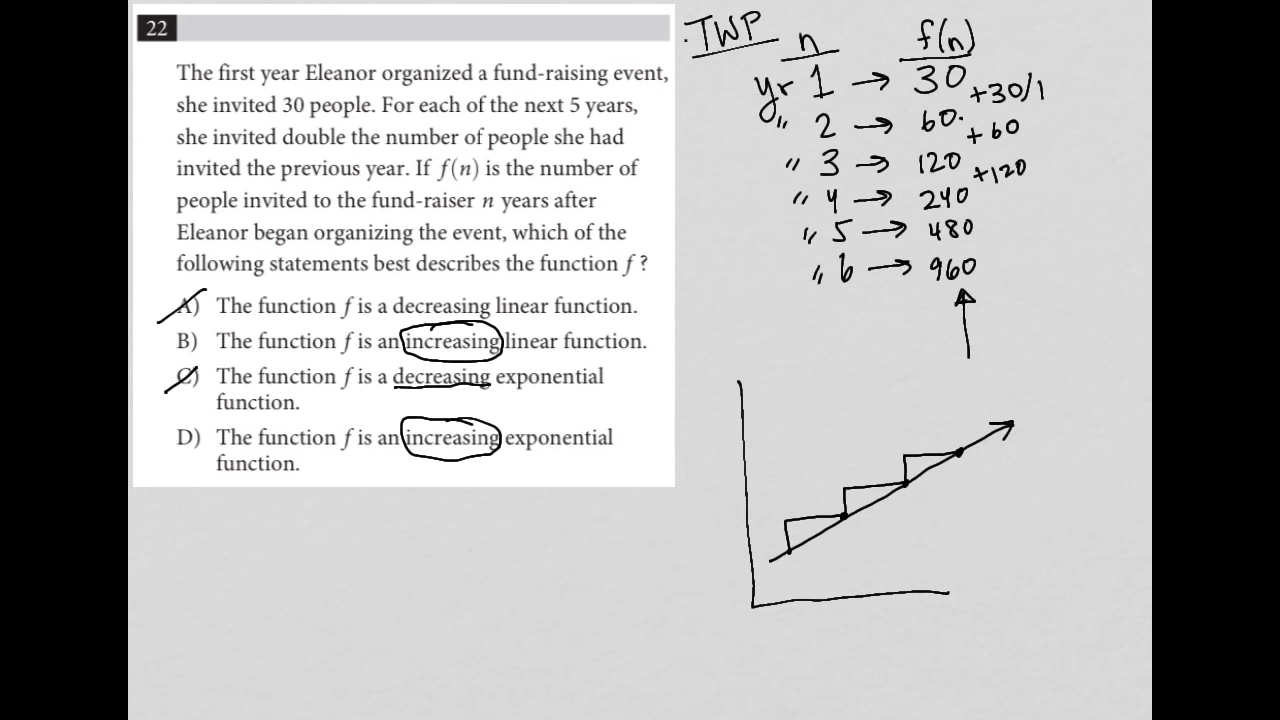 22
The first year Eleanor organized a fund-raising event,
she invited 30 people. For each of the next 5 years,
she invited double the number of people she had
invited the previous year. If f(n) is the number of
people invited to the fund-raiser n years after
Eleanor began organizing the event, which of the
following statements best describes the function f ?
A) The function f is a decreasing linear function.
B) The function f is an increasing linear function.
C) The function f is a decreasing exponential
function.
D) The function f is an increasing exponential
function.
. TWP
n f(n)
yr 1 → 30 +30/1
" 2 → 60. +60
" 3 → 120 +120
" 4 → 240
" 5 → 480
" 6 → 960